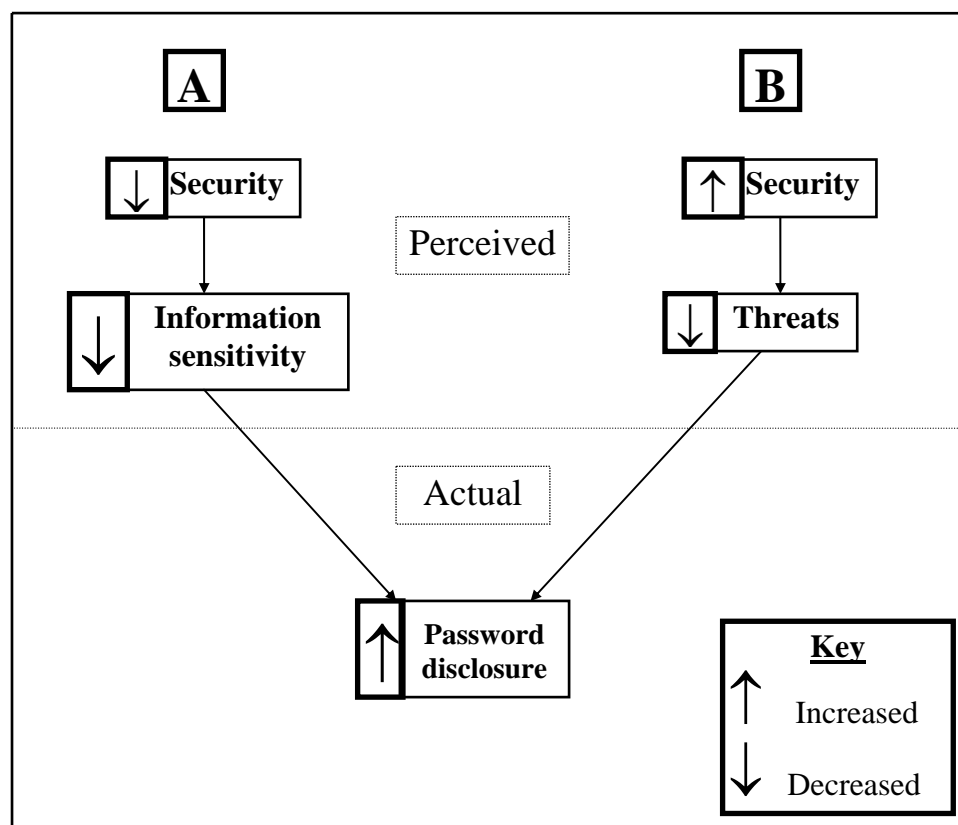 A
B
Security
Security
Perceived
Information
sensitivity
Threats
Actual
Password
disclosure
Key
Increased
Decreased